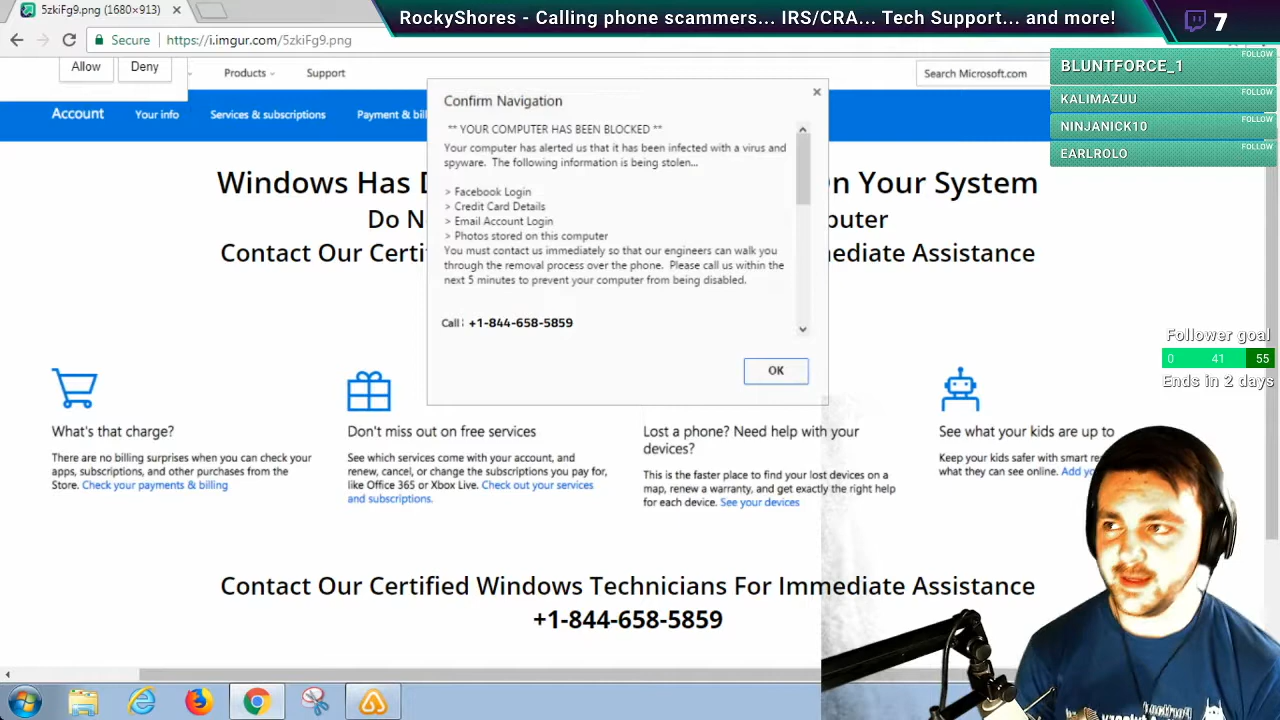 5zkiFg9.png (1680×913)
RockyShores - Calling phone scammers... IRS/CRA... Tech Support... and more!
7
Secure
https://i.imgur.com/5zkiFg9.png
Allow
Deny
Products
Support
Search Microsoft.com
FOLLOW
BLUNTFORCE_1
FOLLOW
KALIMAZUU
FOLLOW
NINJANICK10
FOLLOW
EARLROLO
Account
Your info
Services & subscriptions
Payment & bil
Confirm Navigation
** YOUR COMPUTER HAS BEEN BLOCKED **
Your computer has alerted us that it has been infected with a virus and
spyware. The following information is being stolen...
> Facebook Login
> Credit Card Details
> Email Account Login
> Photos stored on this computer
You must contact us immediately so that our engineers can walk you
through the removal process over the phone. Please call us within the
next 5 minutes to prevent your computer from being disabled.
Call: +1-844-658-5859
OK
Windows Has D
On Your System
Do N
puter
Contact Our Certif
ediate Assistance
Follower goal
0 41 55
Ends in 2 days
What's that charge?
There are no billing surprises when you can check your
apps, subscriptions, and other purchases from the
Store. Check your payments & billing
Don't miss out on free services
See which services come with your account, and
renew, cancel, or change the subscriptions you pay for,
like Office 365 or Xbox Live. Check out your services
and subscriptions.
Lost a phone? Need help with your
devices?
This is the faster place to find your lost devices on a
map, renew a warranty, and get exactly the right help
for each device. See your devices
See what your kids are up to
Keep your kids safer with smart re
what they can see online. Add yo
Contact Our Certified Windows Technicians For Immediate Assistance
+1-844-658-5859